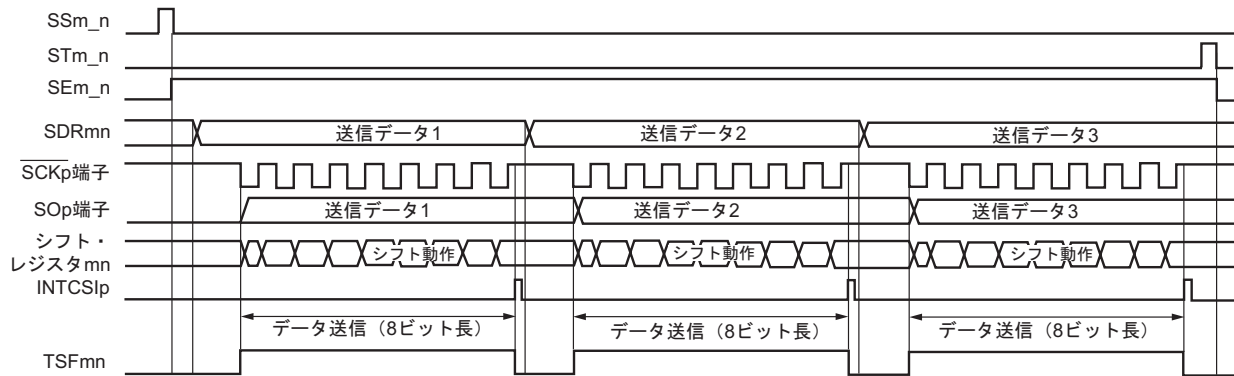 SSm_n
STm_n
SEm_n
SDRmn 送信データ1 送信データ2 送信データ3
SCKp端子
SOp端子 送信データ1 送信データ2 送信データ3
シフト・
レジスタmn シフト動作 シフト動作 シフト動作
INTCSIp
データ送信（8ビット長） データ送信（8ビット長） データ送信（8ビット長）
TSFmn